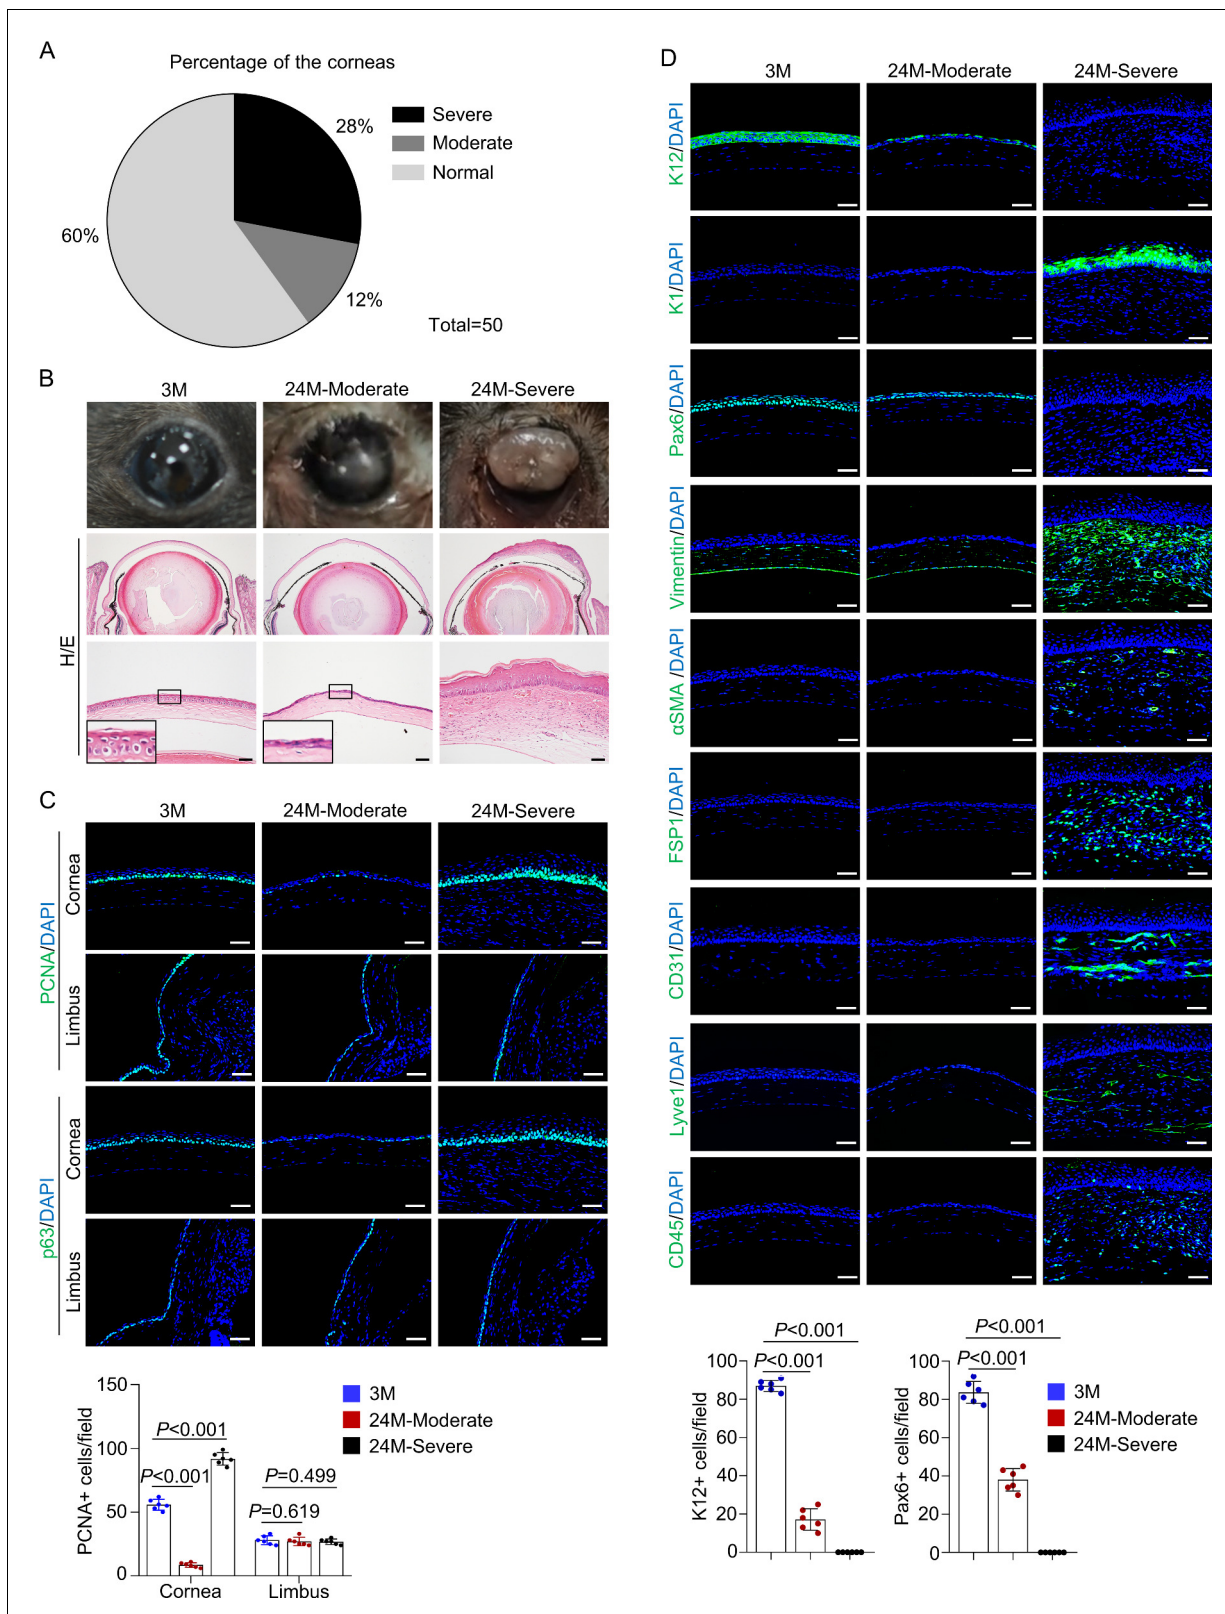 A
Percentage of the corneas
Severe
Moderate
Normal
28%
60%
12%
Total=50
B
3M
24M-Moderate
24M-Severe
H/E
C
3M
24M-Moderate
24M-Severe
PCNA/DAPI
Cornea
Limbus
p63/DAPI
Cornea
Limbus
150
100
50
0
PCNA+ cells/field
3M
24M-Moderate
24M-Severe
P<0.001
P<0.001
P=0.499
P=0.619
Cornea
Limbus
D
3M
24M-Moderate
24M-Severe
K12/DAPI
K1/DAPI
Pax6/DAPI
Vimentin/DAPI
αSMA /DAPI
FSP1/DAPI
CD31/DAPI
Lyve1/DAPI
CD45/DAPI
P<0.001
P<0.001
100
80
60
40
20
0
K12+ cells/field
P<0.001
P<0.001
100
80
60
40
20
0
Pax6+ cells/field
3M
24M-Moderate
24M-Severe